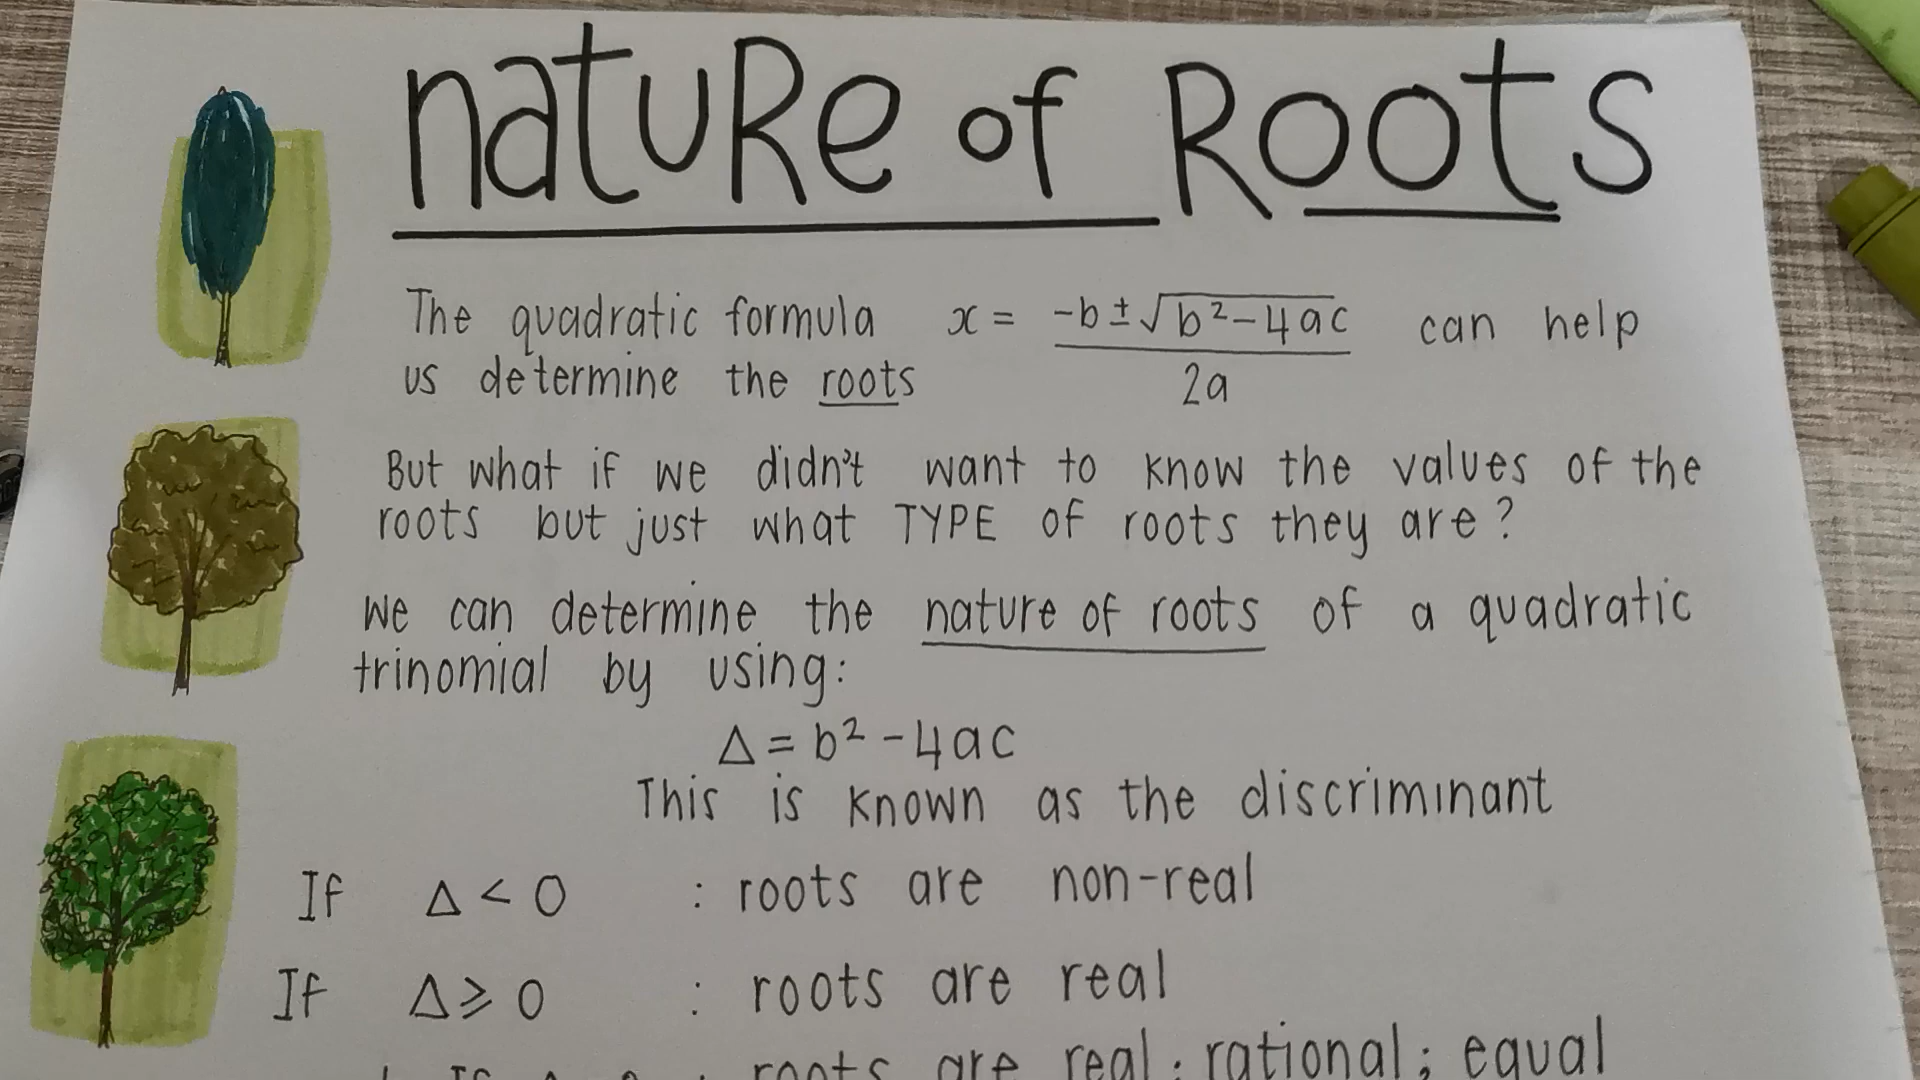 nature of Roots
The quadratic formula x = -b±√b²-4ac / 2a can help
us determine the roots
But what if we didn't want to know the values of the
roots but just what TYPE of roots they are?
We can determine the nature of roots of a quadratic
trinomial by using:
Δ = b² - 4ac
This is known as the discriminant
If Δ < 0 : roots are non-real
If Δ ⩾ 0 : roots are real
roots are real; rational; equal